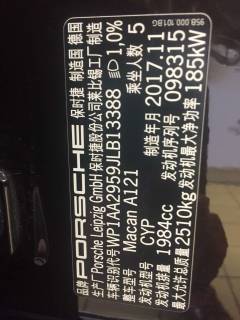 958.000.101.BG
品牌 PORSCHE 保时捷 制造国 德国
生产厂 Porsche Leipzig GmbH 保时捷股份公司莱比锡工厂制造
车辆识别代号 WP1AA2959JLB13388 1,0%
整车型号 Macan A121 乘坐人数 5
发动机型号 CYP 制造年月 2017.11
发动机排量 1984cc 发动机序列号 098315
最大允许总质量 2510kg 发动机最大净功率 185kW